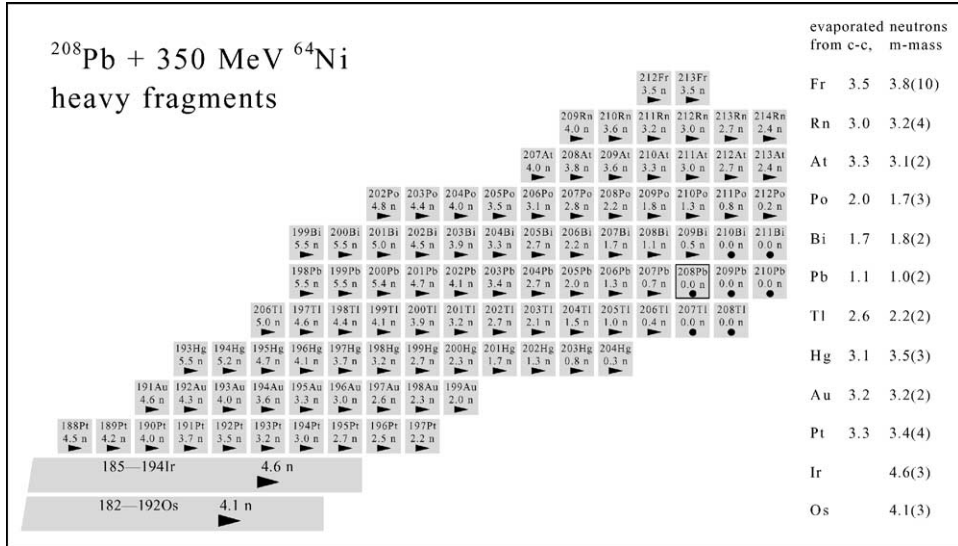 ²⁰⁸Pb + 350 MeV ⁶⁴Ni
heavy fragments
evaporated neutrons
from c-c, m-mass
212Fr 213Fr
3.5 n 3.5 n
Fr 3.5 3.8(10)
209Rn 210Rn 211Rn 212Rn 213Rn 214Rn
4.0 n 3.6 n 3.2 n 3.0 n 2.7 n 2.4 n
Rn 3.0 3.2(4)
207At 208At 209At 210At 211At 212At 213At
4.0 n 3.8 n 3.6 n 3.3 n 3.0 n 2.7 n 2.4 n
At 3.3 3.1(2)
202Po 203Po 204Po 205Po 206Po 207Po 208Po 209Po 210Po 211Po 212Po
4.8 n 4.4 n 4.0 n 3.5 n 3.1 n 2.8 n 2.2 n 1.8 n 1.3 n 0.8 n 0.2 n
Po 2.0 1.7(3)
199Bi 200Bi 201Bi 202Bi 203Bi 204Bi 205Bi 206Bi 207Bi 208Bi 209Bi 210Bi 211Bi
5.5 n 5.5 n 5.0 n 4.5 n 3.9 n 3.3 n 2.7 n 2.2 n 1.7 n 1.1 n 0.5 n 0.0 n 0.0 n
Bi 1.7 1.8(2)
198Pb 199Pb 200Pb 201Pb 202Pb 203Pb 204Pb 205Pb 206Pb 207Pb 208Pb 209Pb 210Pb
5.5 n 5.5 n 5.4 n 4.7 n 4.1 n 3.4 n 2.7 n 2.0 n 1.3 n 0.7 n 0.0 n 0.0 n 0.0 n
Pb 1.1 1.0(2)
206Tl 197Tl 198Tl 199Tl 200Tl 201Tl 202Tl 203Tl 204Tl 205Tl 206Tl 207Tl 208Tl
5.0 n 4.6 n 4.4 n 4.1 n 3.9 n 3.2 n 2.7 n 2.1 n 1.5 n 1.0 n 0.4 n 0.0 n 0.0 n
Tl 2.6 2.2(2)
193Hg 194Hg 195Hg 196Hg 197Hg 198Hg 199Hg 200Hg 201Hg 202Hg 203Hg 204Hg
5.5 n 5.2 n 4.7 n 4.1 n 3.7 n 3.2 n 2.7 n 2.3 n 1.7 n 1.3 n 0.8 n 0.3 n
Hg 3.1 3.5(3)
191Au 192Au 193Au 194Au 195Au 196Au 197Au 198Au 199Au
4.6 n 4.3 n 4.0 n 3.6 n 3.3 n 3.0 n 2.6 n 2.3 n 2.0 n
Au 3.2 3.2(2)
188Pt 189Pt 190Pt 191Pt 192Pt 193Pt 194Pt 195Pt 196Pt 197Pt
4.5 n 4.2 n 4.0 n 3.7 n 3.5 n 3.2 n 3.0 n 2.7 n 2.5 n 2.2 n
Pt 3.3 3.4(4)
185—194Ir 4.6 n
Ir 4.6(3)
182—192Os 4.1 n
Os 4.1(3)